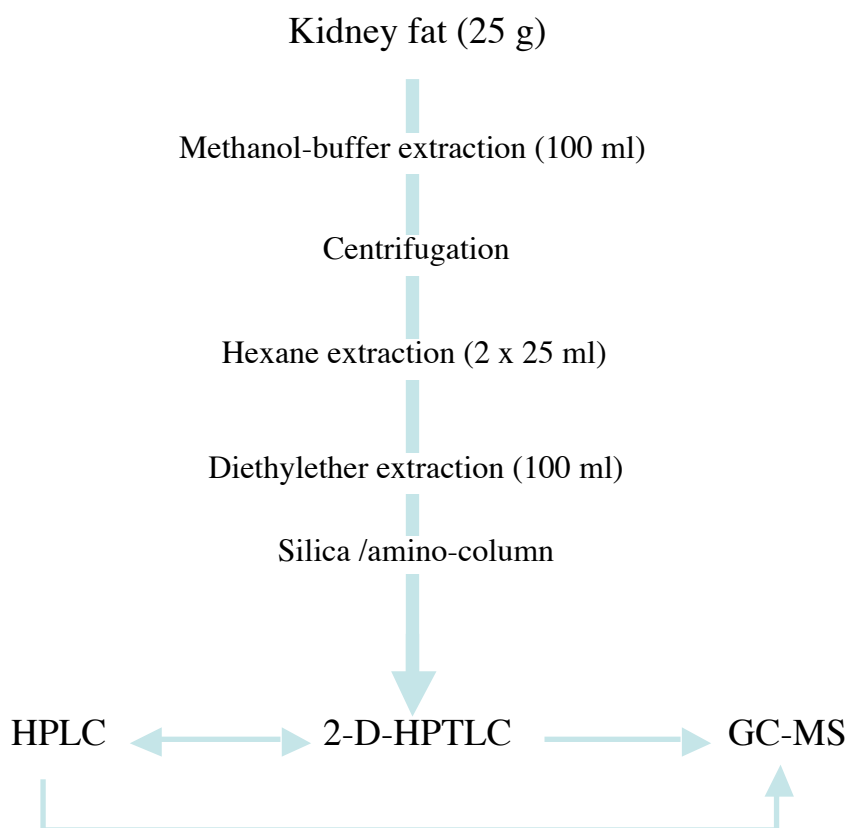 Kidney fat (25 g)
Methanol-buffer extraction (100 ml)
Centrifugation
Hexane extraction (2 x 25 ml)
Diethylether extraction (100 ml)
Silica /amino-column
HPLC 2-D-HPTLC GC-MS